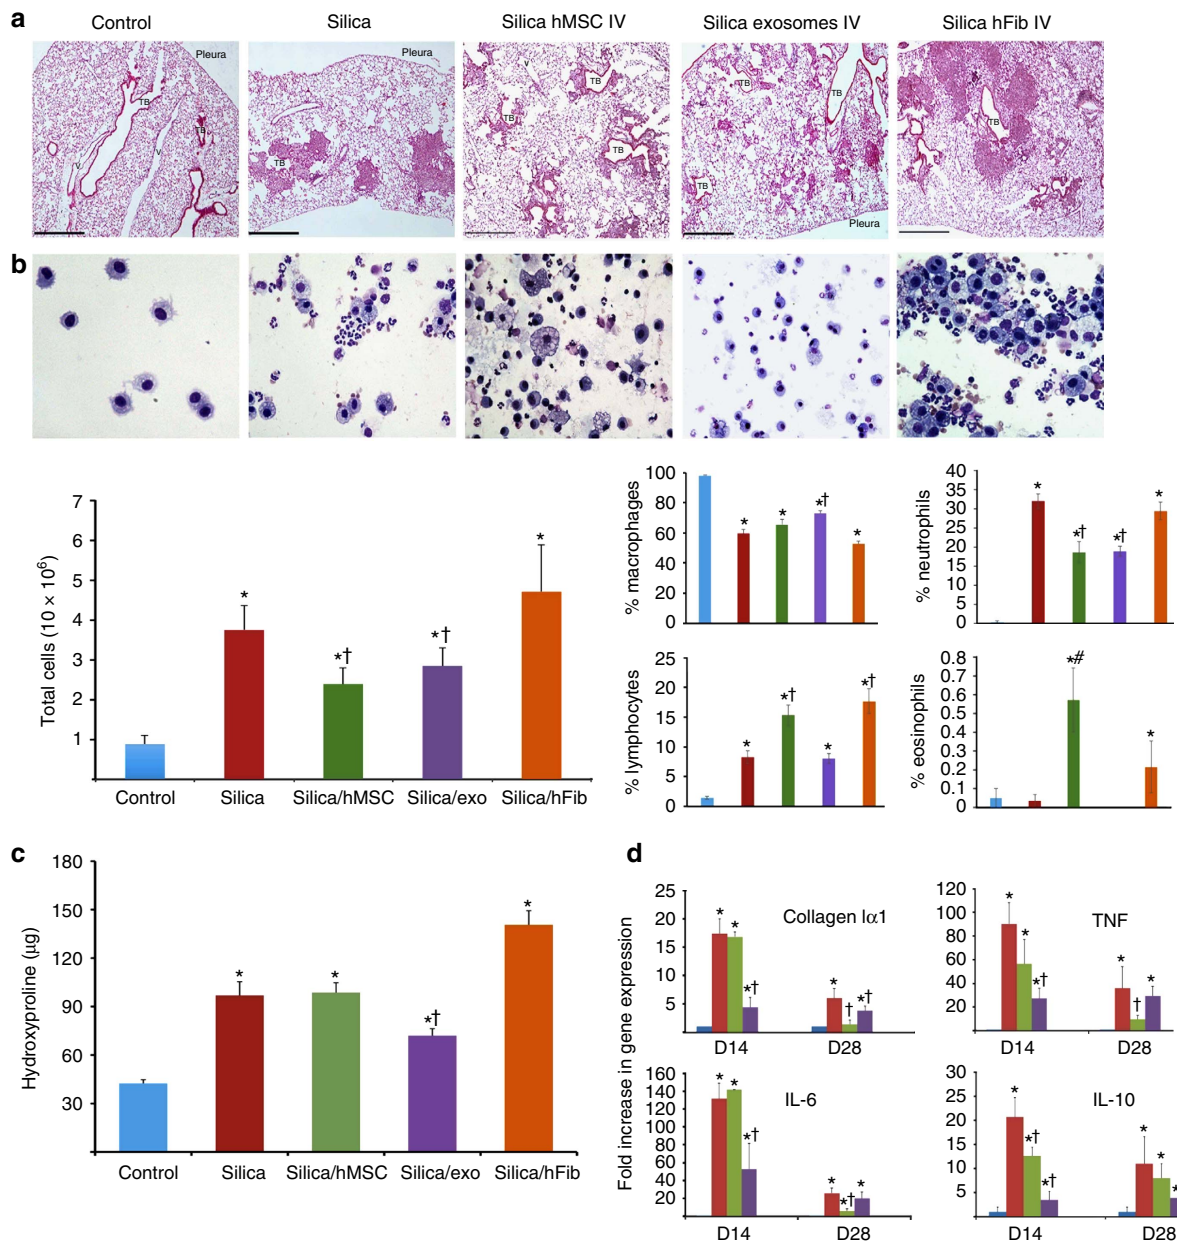 a
Control
Silica
Silica hMSC IV
Silica exosomes IV
Silica hFib IV
Pleura
TB
TB
V
V
Pleura
TB
V
TB
TB
TB
TB
TB
TB
Pleura
TB
b
Total cells (10 × 10⁶)
7
6
5
4
3
2
1
*
*†
*†
*
Control
Silica
Silica/hMSC
Silica/exo
Silica/hFib
% macrophages
100
80
60
40
20
0
*
*
*†
*
% neutrophils
40
35
30
25
20
15
10
5
0
*
*†
*†
*
% lymphocytes
25
20
15
10
5
0
*
*†
*
*†
% eosinophils
0.8
0.7
0.6
0.5
0.4
0.3
0.2
0.1
0
*#
*
c
Hydroxyproline (µg)
180
150
120
90
60
30
*
*
*†
*
Control
Silica
Silica/hMSC
Silica/exo
Silica/hFib
d
Fold increase in gene expression
25
20
15
10
5
Collagen Iα1
* *
*†
*
†
*†
D14
D28
120
100
80
60
40
20
TNF
*
*
*†
*
†
*
D14
D28
160
140
120
100
80
60
40
20
IL-6
* *
*†
*
*†
*
D14
D28
30
25
20
15
10
5
IL-10
*
*†
*†
*
*
*
D14
D28